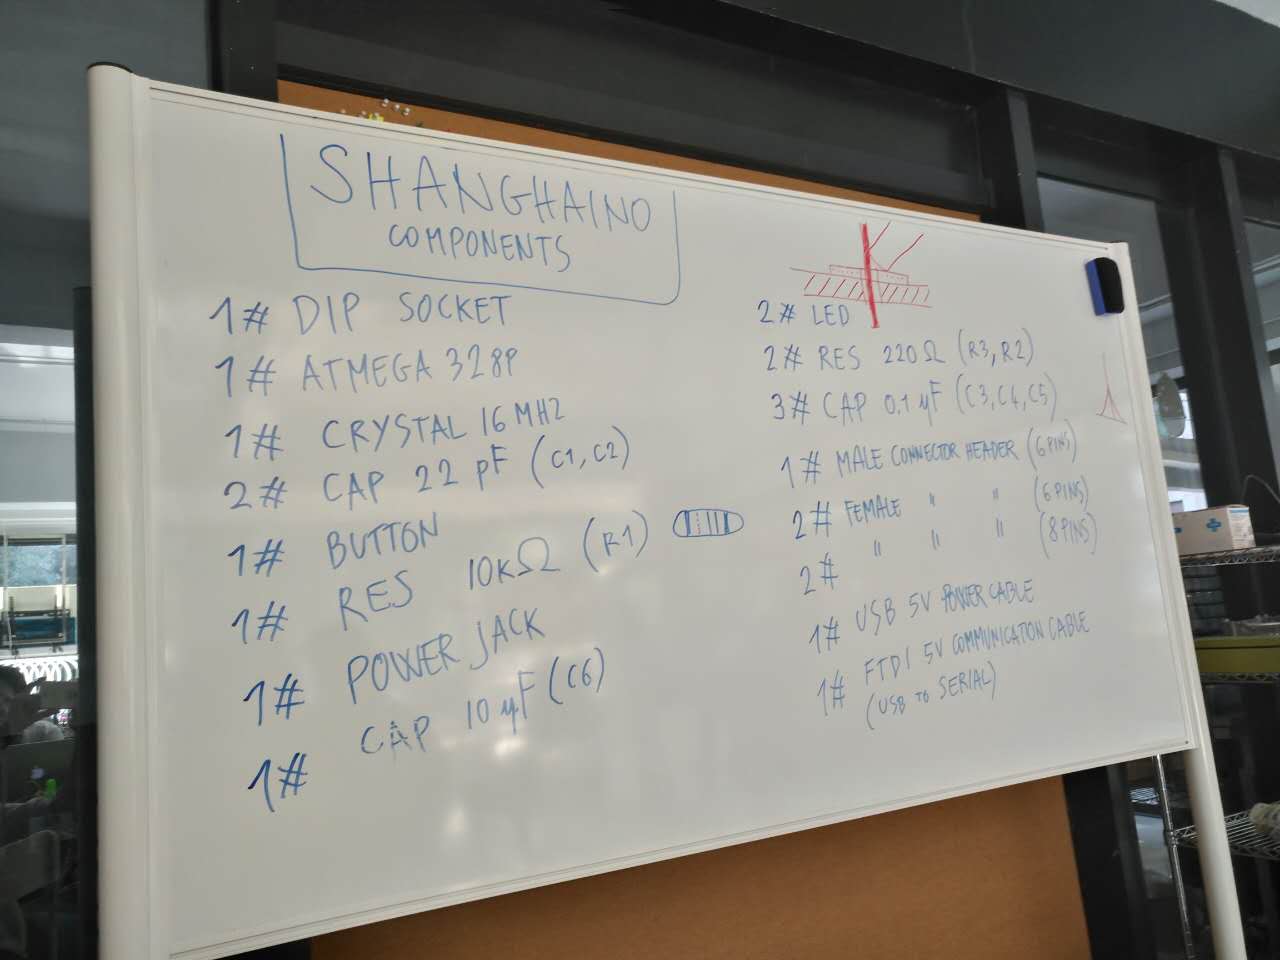 SHANGHAINO
COMPONENTS
1# DIP SOCKET
1# ATMEGA 328P
1# CRYSTAL 16 MHZ
2# CAP 22 pF (C1, C2)
1# BUTTON
1# RES 10KΩ (R1)
1# POWER JACK
1# CAP 10 µF (C6)
2# LED
2# RES 220Ω (R3, R2)
3# CAP 0.1 µF (C3, C4, C5)
1# MALE CONNECTOR HEADER (6 PINS)
2# FEMALE " " (6 PINS)
2# " " " (8 PINS)
1# USB 5V POWER CABLE
1# FTDI 5V COMMUNICATION CABLE
(USB TO SERIAL)